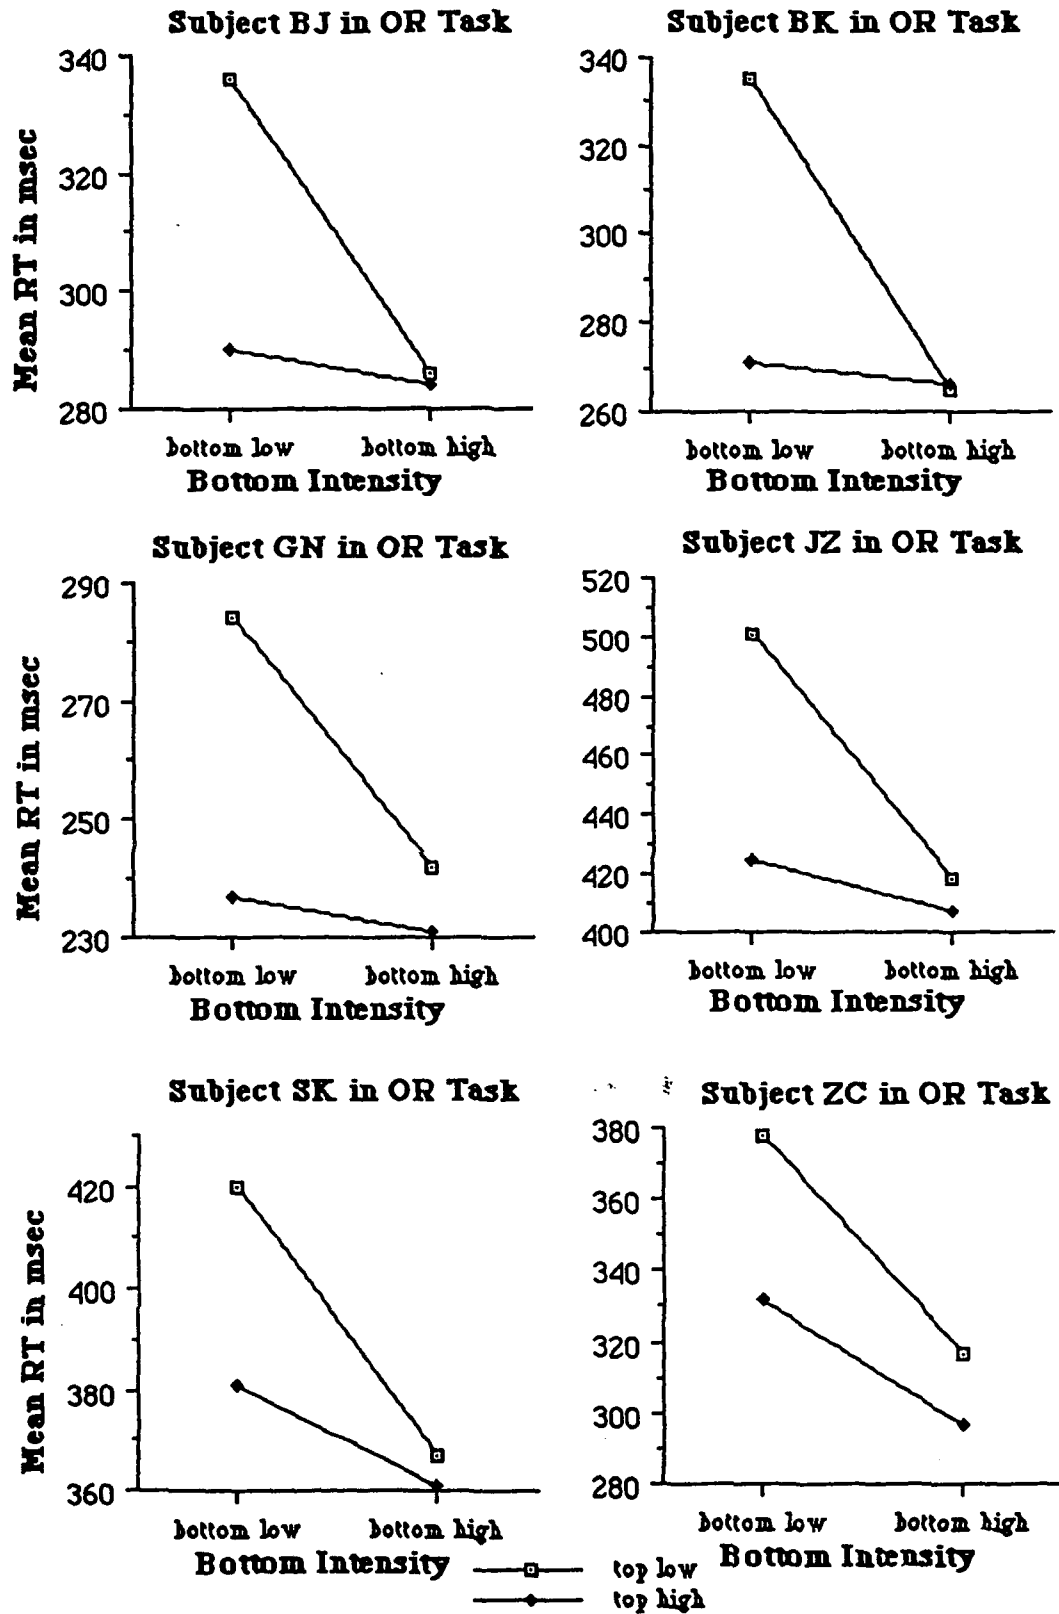 Subject BJ in OR Task
Mean RT in msec
340
320
300
280
bottom low bottom high
Bottom Intensity
Subject BK in OR Task
340
320
300
280
260
bottom low bottom high
Bottom Intensity
Subject GN in OR Task
Mean RT in msec
290
270
250
230
bottom low bottom high
Bottom Intensity
Subject JZ in OR Task
520
500
480
460
440
420
400
bottom low bottom high
Bottom Intensity
Subject SK in OR Task
Mean RT in msec
420
400
380
360
bottom low bottom high
Bottom Intensity
Subject ZC in OR Task
380
360
340
320
300
280
bottom low bottom high
Bottom Intensity
top low
top high